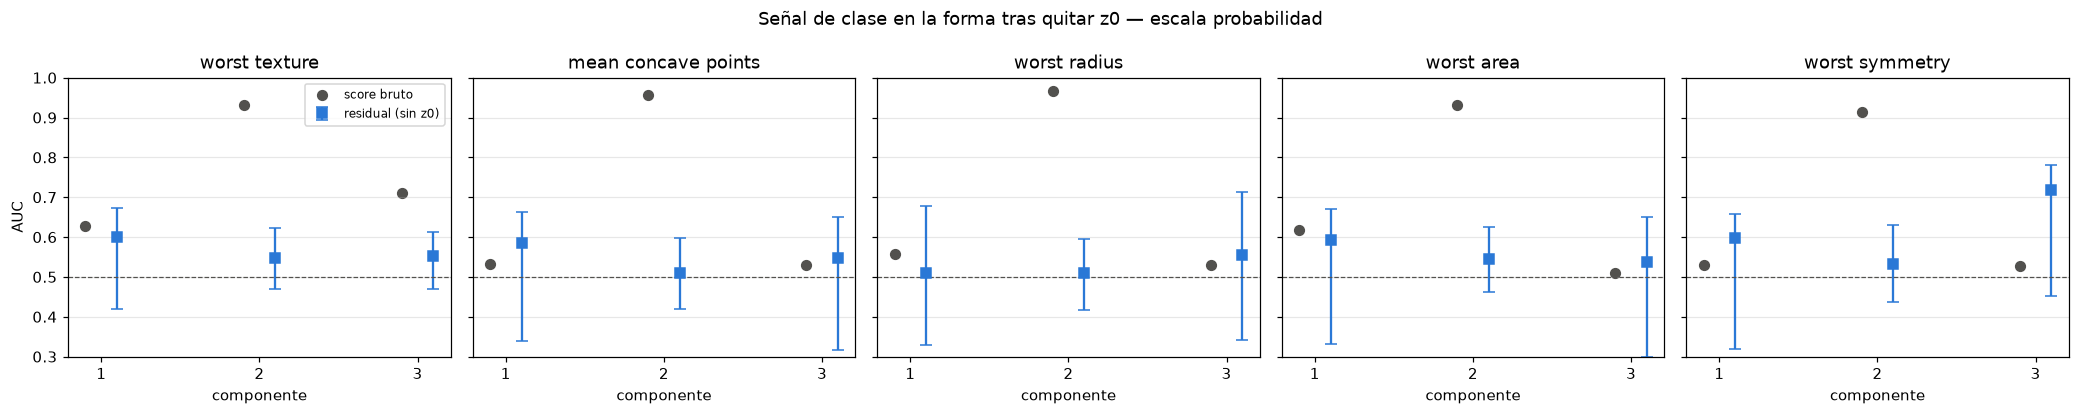 Señal de clase en la forma tras quitar z0 — escala probabilidad
worst texture
mean concave points
worst radius
worst area
worst symmetry
score bruto
residual (sin z0)
AUC
1.0
0.9
0.8
0.7
0.6
0.5
0.4
0.3
1 2 3
1 2 3
1 2 3
1 2 3
1 2 3
componente
componente
componente
componente
componente